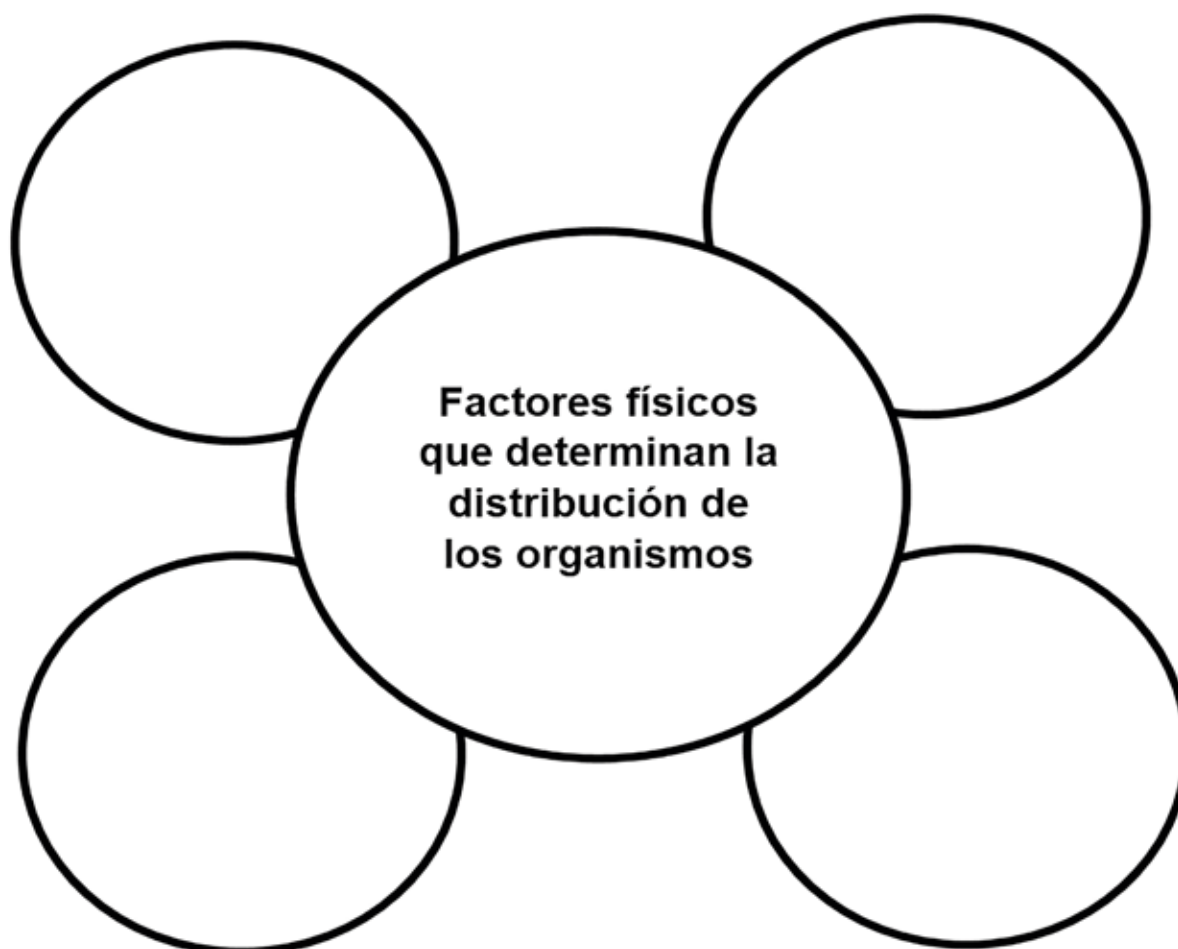 Factores físicos
que determinan la
distribución de
los organismos